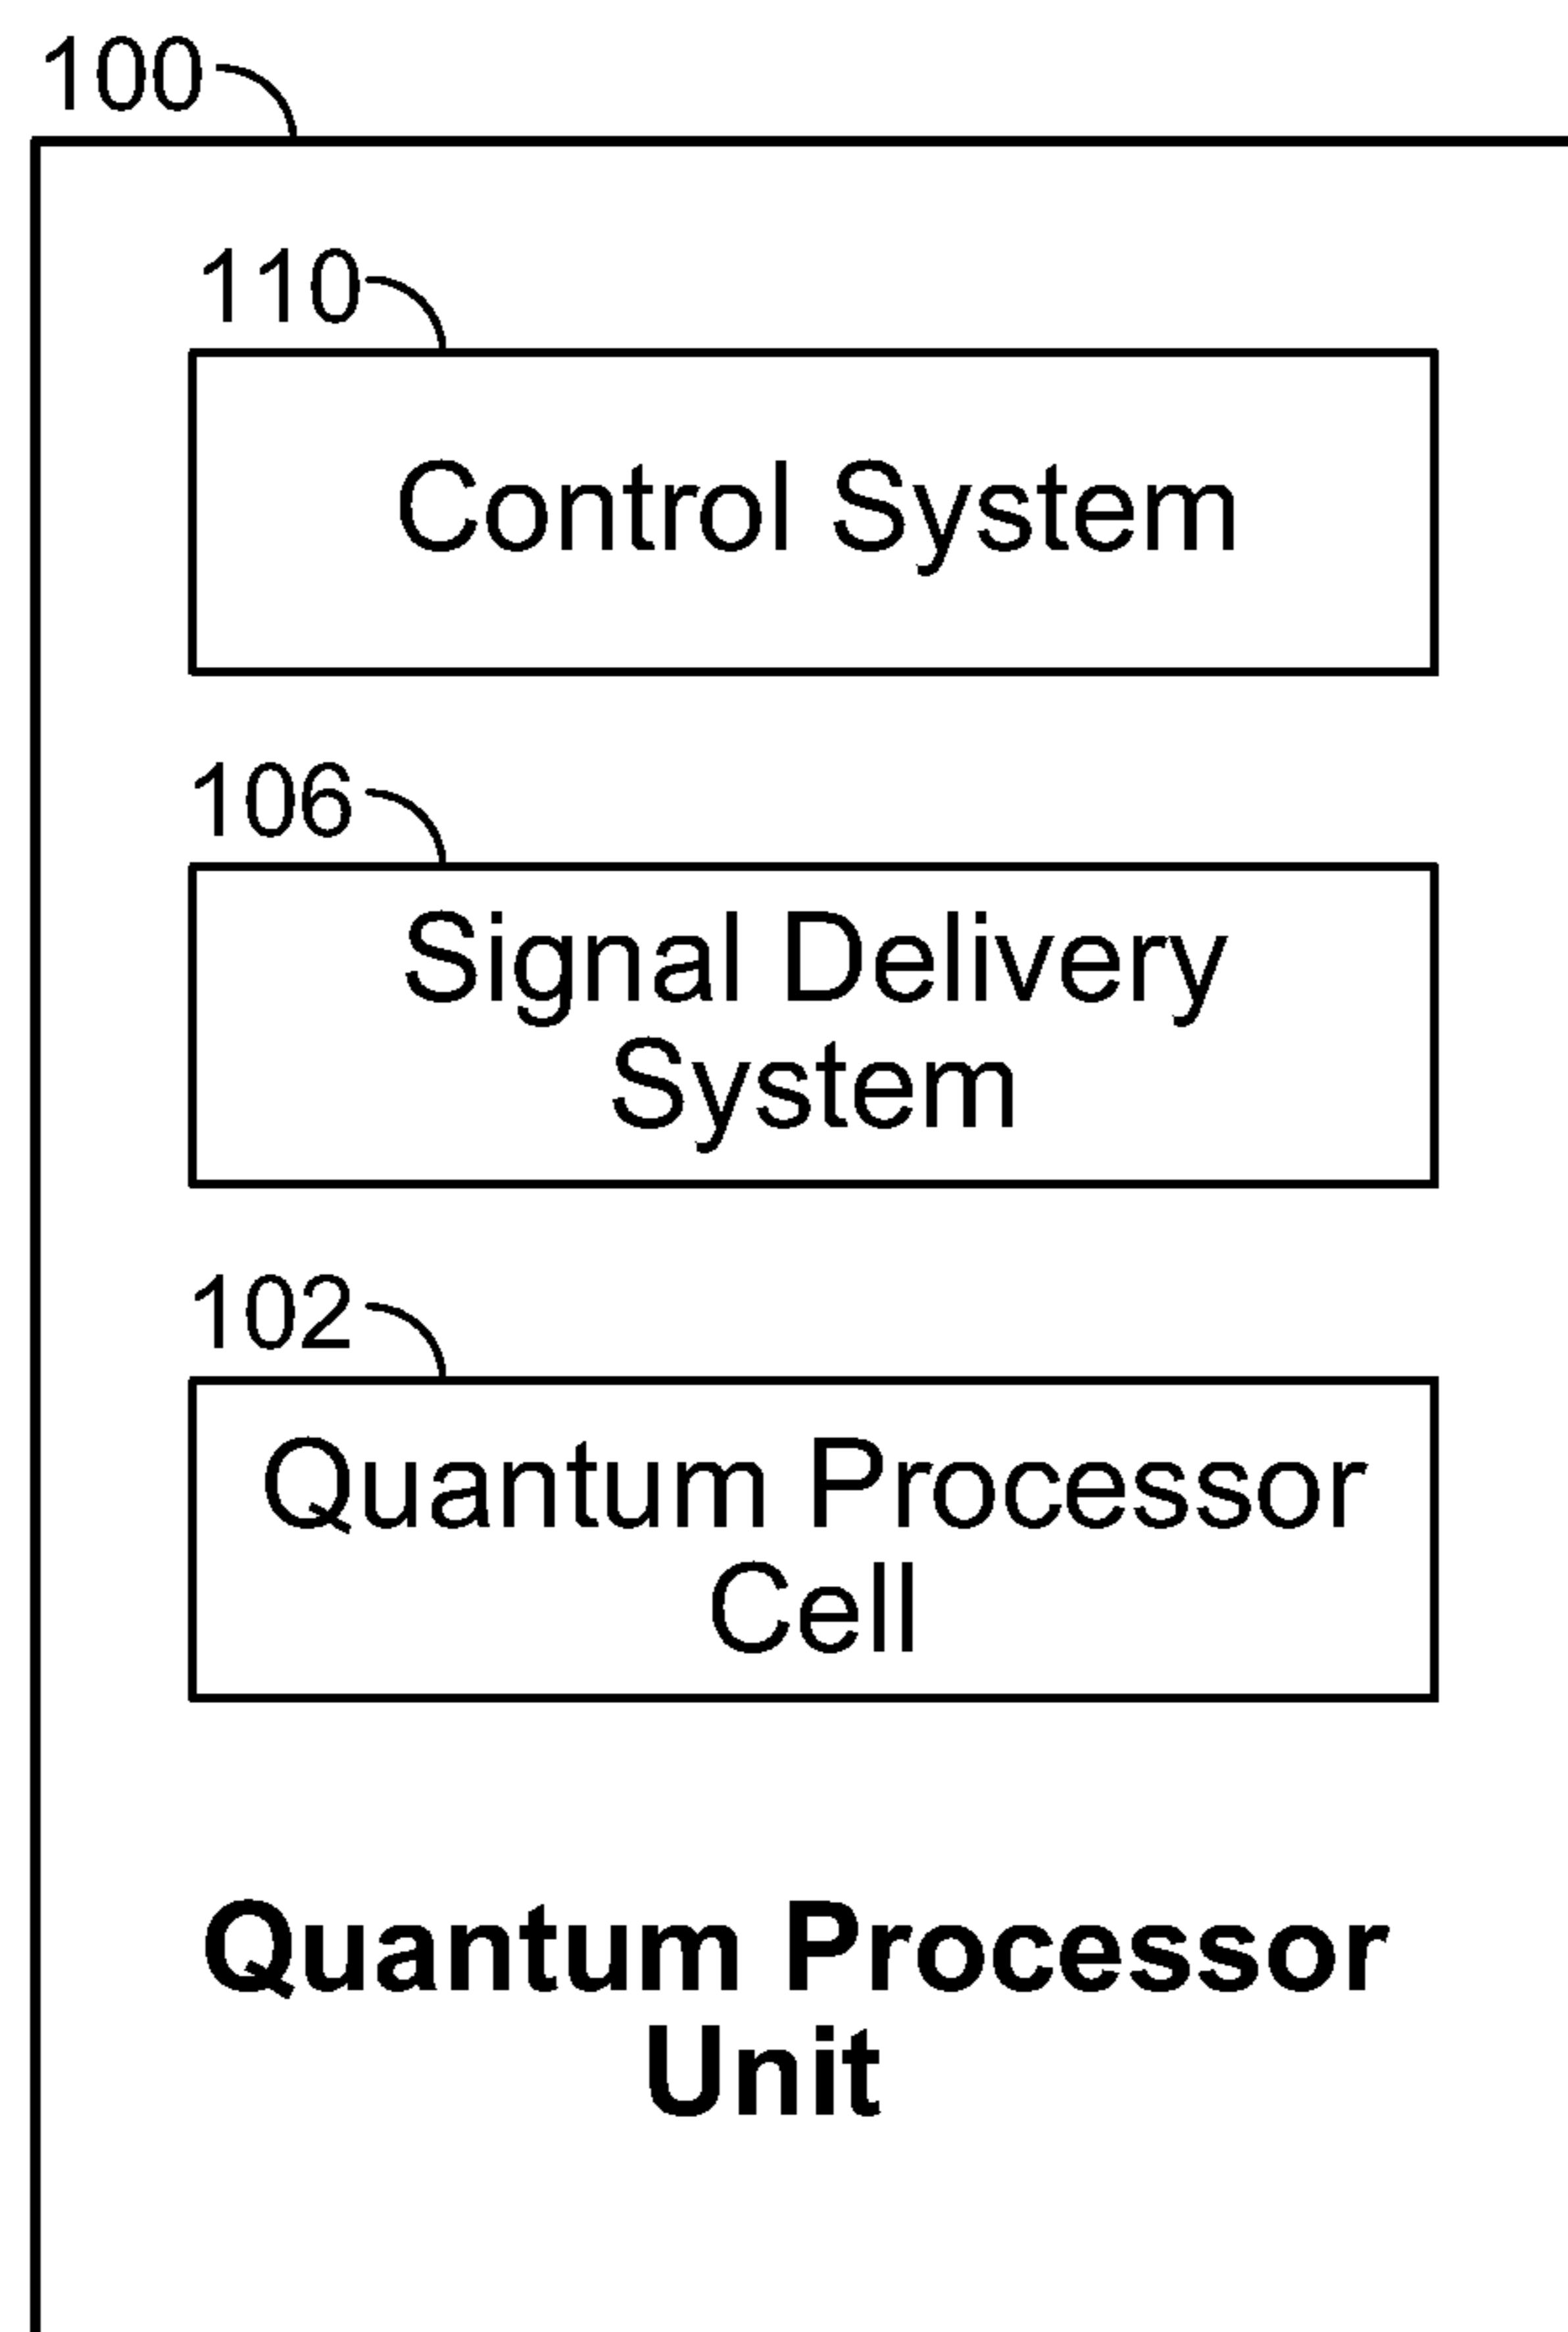 100
110
Control System
106
Signal Delivery
System
102
Quantum Processor
Cell
Quantum Processor
Unit